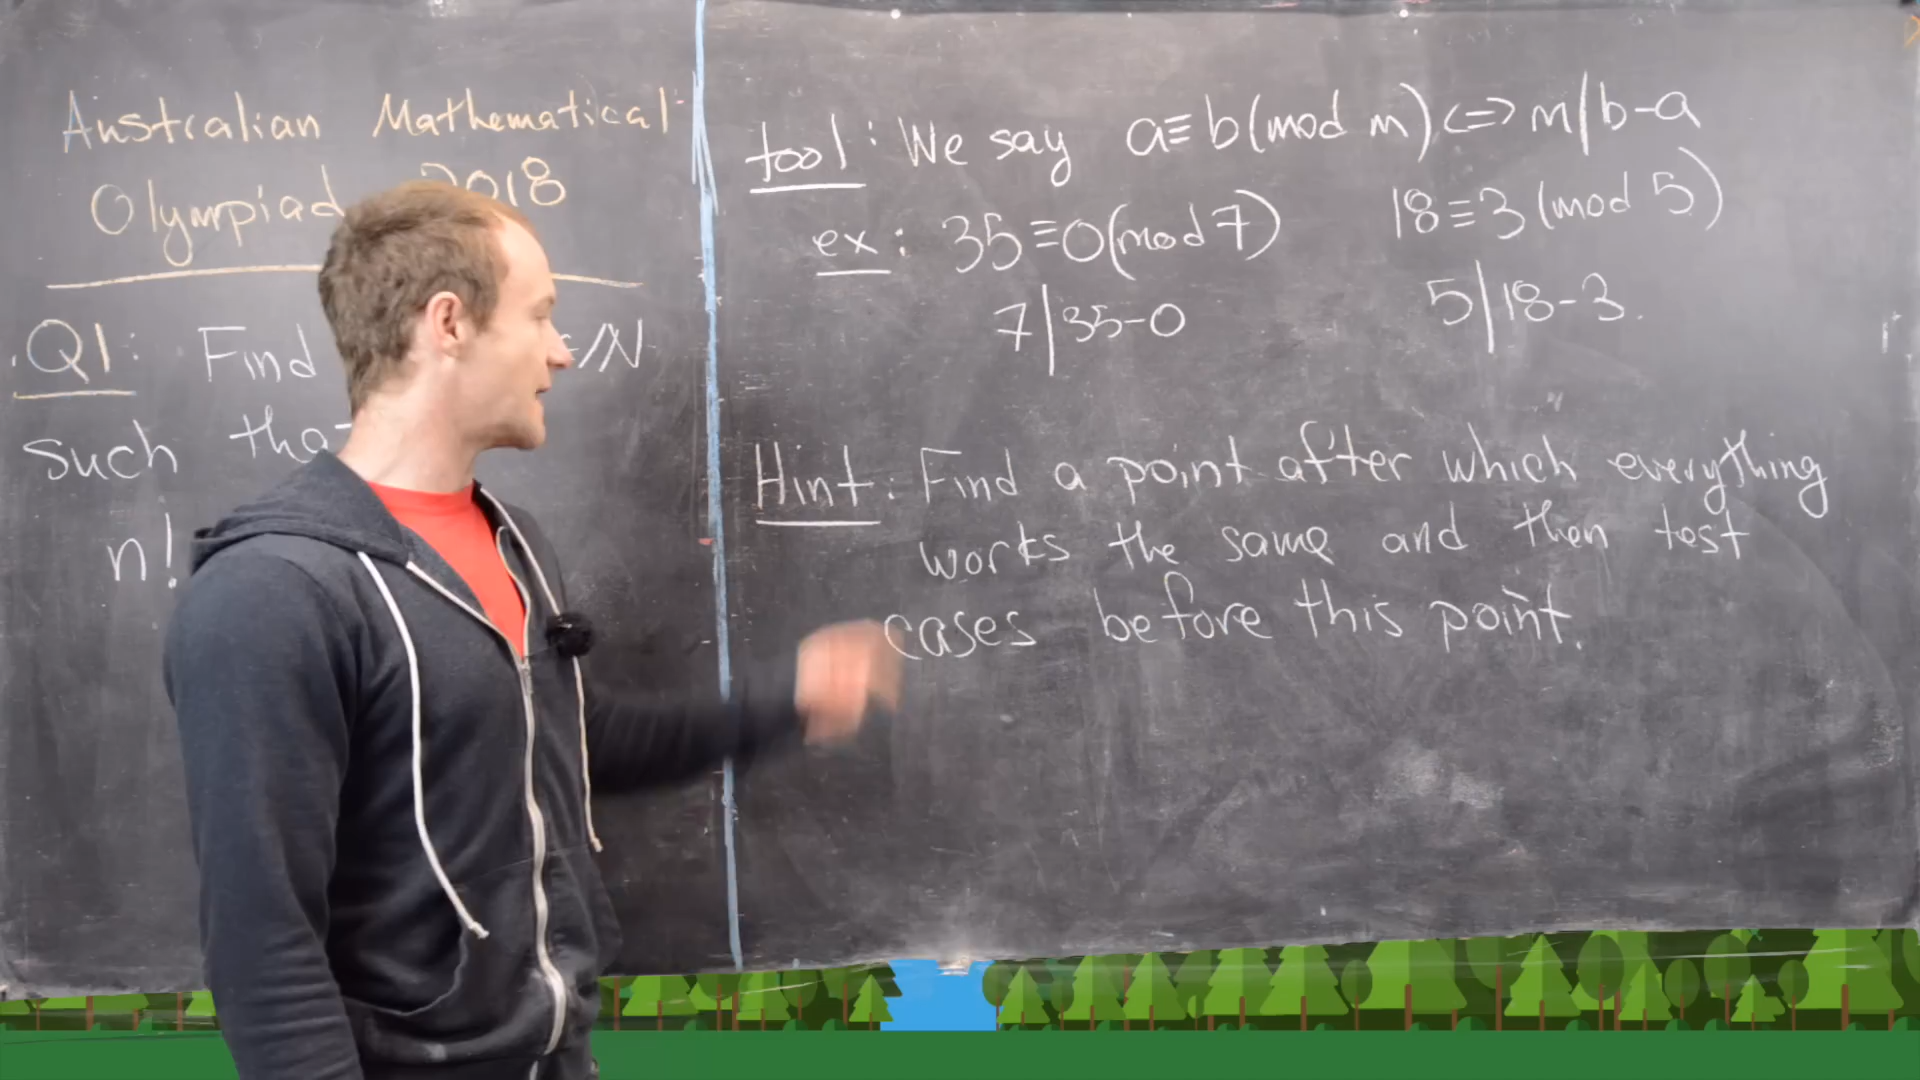 Australian Mathematical
Olympiad 2018
Q1: Find ∈ℕ
such that
n!
tool: We say a≡b(mod m)⇔m|b-a
ex: 35≡0(mod 7) 18≡3(mod 5)
7|35-0 5|18-3.
Hint: Find a point after which everything
works the same and then test
cases before this point.